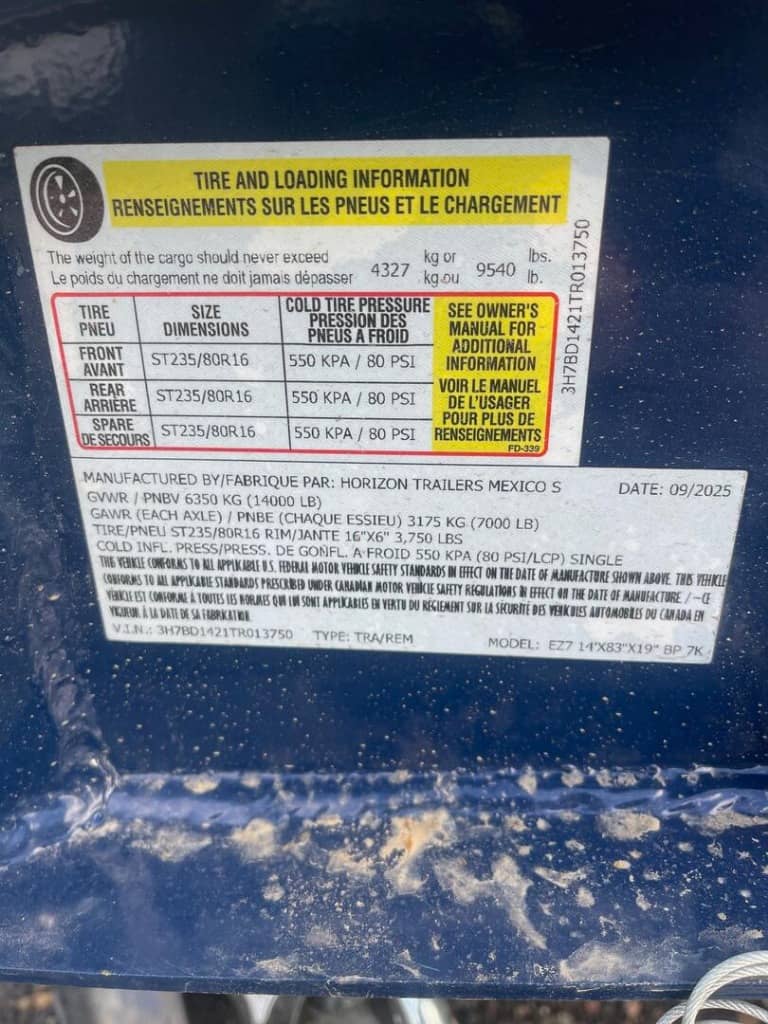 TIRE AND LOADING INFORMATION
RENSEIGNEMENTS SUR LES PNEUS ET LE CHARGEMENT
The weight of the cargo should never exceed 4327 kg or 9540 lbs.
Le poids du chargement ne doit jamais dépasser kg ou lb.
TIRE PNEU SIZE DIMENSIONS COLD TIRE PRESSURE PRESSION DES PNEUS A FROID
FRONT AVANT ST235/80R16 550 KPA / 80 PSI
REAR ARRIÈRE ST235/80R16 550 KPA / 80 PSI
SPARE DE SECOURS ST235/80R16 550 KPA / 80 PSI
SEE OWNER'S
MANUAL FOR
ADDITIONAL
INFORMATION
VOIR LE MANUEL
DE L'USAGER
POUR PLUS DE
RENSEIGNEMENTS
FD-339
3H7BD1421TR013750
MANUFACTURED BY/FABRIQUE PAR: HORIZON TRAILERS MEXICO S DATE: 09/2025
GVWR / PNBV 6350 KG (14000 LB)
GAWR (EACH AXLE) / PNBE (CHAQUE ESSIEU) 3175 KG (7000 LB)
TIRE/PNEU ST235/80R16 RIM/JANTE 16"X6" 3,750 LBS
COLD INFL. PRESS/PRESS. DE GONFL. A FROID 550 KPA (80 PSI/LCP) SINGLE
THE VEHICLE CONFORMS TO ALL APPLICABLE U.S. FEDERAL MOTOR VEHICLE SAFETY STANDARDS IN EFFECT ON THE DATE OF MANUFACTURE SHOWN ABOVE. THIS VEHICLE
CONFORMS TO ALL APPLICABLE STANDARDS PRESCRIBED UNDER CANADIAN MOTOR VEHICLE SAFETY REGULATIONS IN EFFECT ON THE DATE OF MANUFACTURE / -CE
VÉHICLE EST CONFORME À TOUTES LES NORMES QUI LUI SONT APPLICABLES EN VERTU DU RÈGLEMENT SUR LA SÉCURITÉ DES VÉHICULES AUTOMOBILES DU CANADA EN
VIGUEUR À LA DATE DE SA FABRICATION.
V.I.N.: 3H7BD1421TR013750 TYPE: TRA/REM MODEL: EZ7 14'X83"X19" BP 7K